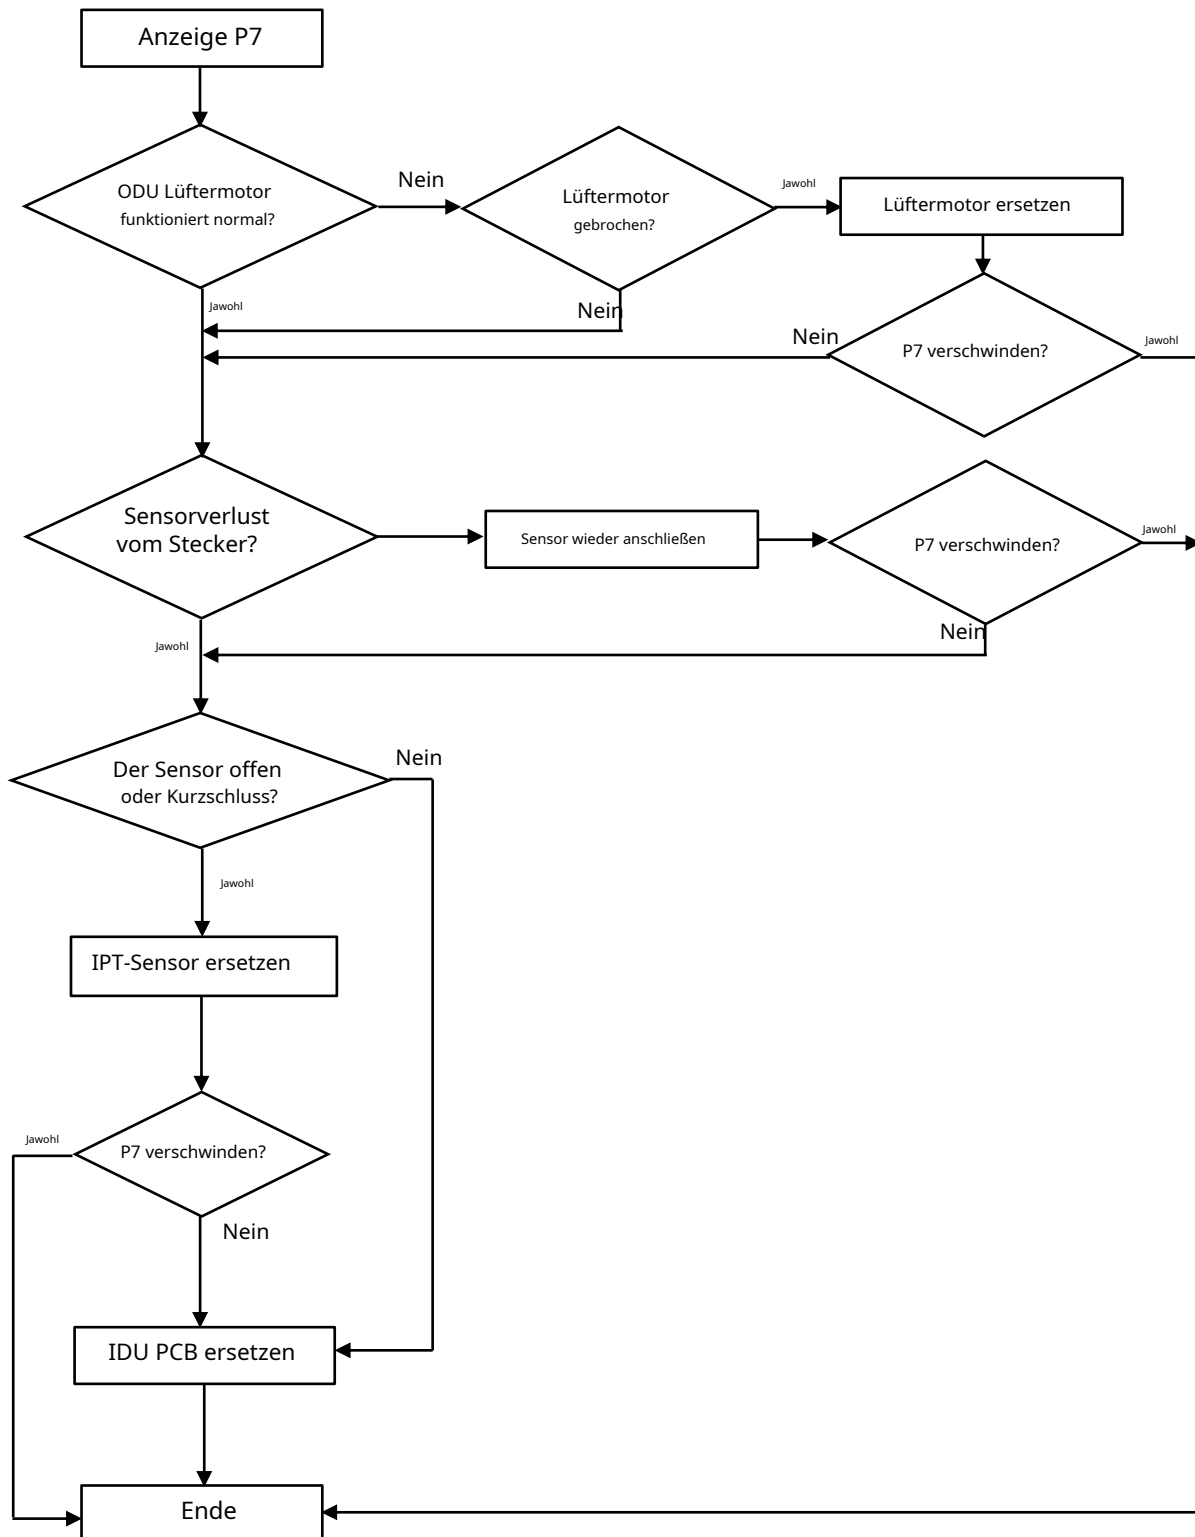 Anzeige P7
ODU Lüftermotor
funktioniert normal?
Nein
Lüftermotor
gebrochen?
Jawohl
Lüftermotor ersetzen
Jawohl
Nein
Nein
P7 verschwinden?
Jawohl
Sensorverlust
vom Stecker?
Sensor wieder anschließen
P7 verschwinden?
Jawohl
Nein
Jawohl
Der Sensor offen
oder Kurzschluss?
Nein
Jawohl
IPT-Sensor ersetzen
P7 verschwinden?
Jawohl
Nein
IDU PCB ersetzen
Ende